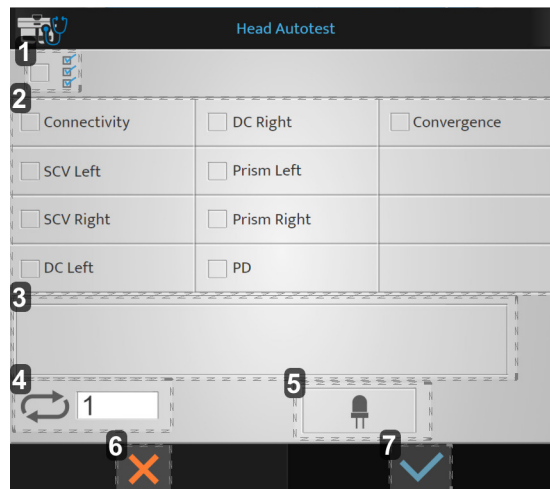 Head Autotest
1
2
Connectivity DC Right Convergence
SCV Left Prism Left
SCV Right Prism Right
DC Left PD
3
4 5
1
6 7